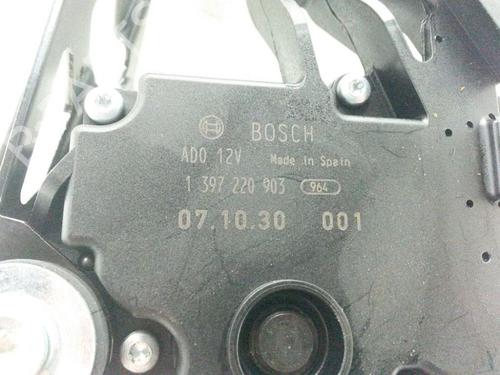 BOSCH
ADO 12V Made in Spain
1 397 220 903 964
07.10.30 001